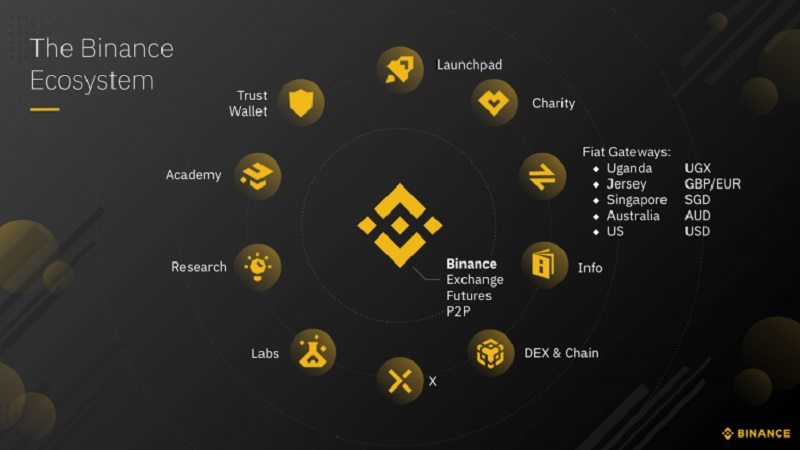 The Binance
Ecosystem
Launchpad
Charity
Fiat Gateways:
◆ Uganda UGX
◆ Jersey GBP/EUR
◆ Singapore SGD
◆ Australia AUD
◆ US USD
Info
DEX & Chain
X
Labs
Research
Academy
Trust
Wallet
Binance
Exchange
Futures
P2P
BINANCE